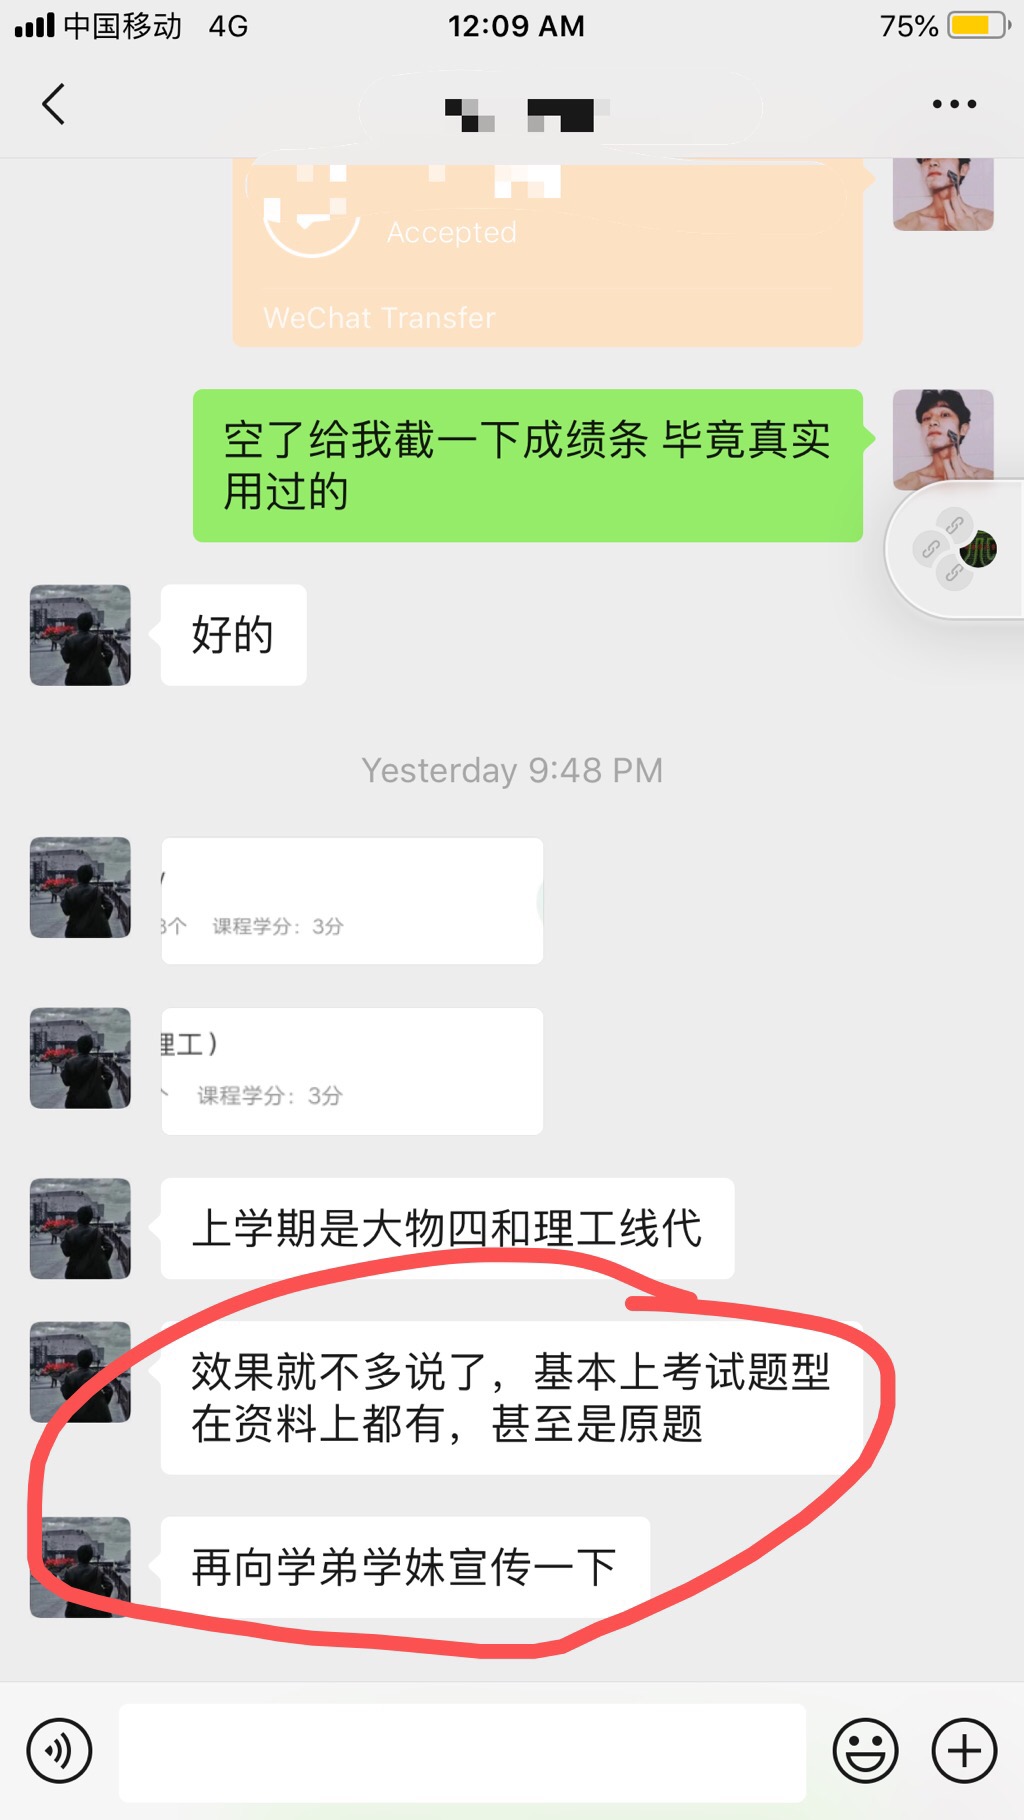 中国移动 4G 12:09 AM 75%
Accepted
WeChat Transfer
空了给我截一下成绩条 毕竟真实
用过的
好的
Yesterday 9:48 PM
3个 课程学分：3分
理工）
课程学分：3分
上学期是大物四和理工线代
效果就不多说了，基本上考试题型
在资料上都有，甚至是原题
再向学弟学妹宣传一下